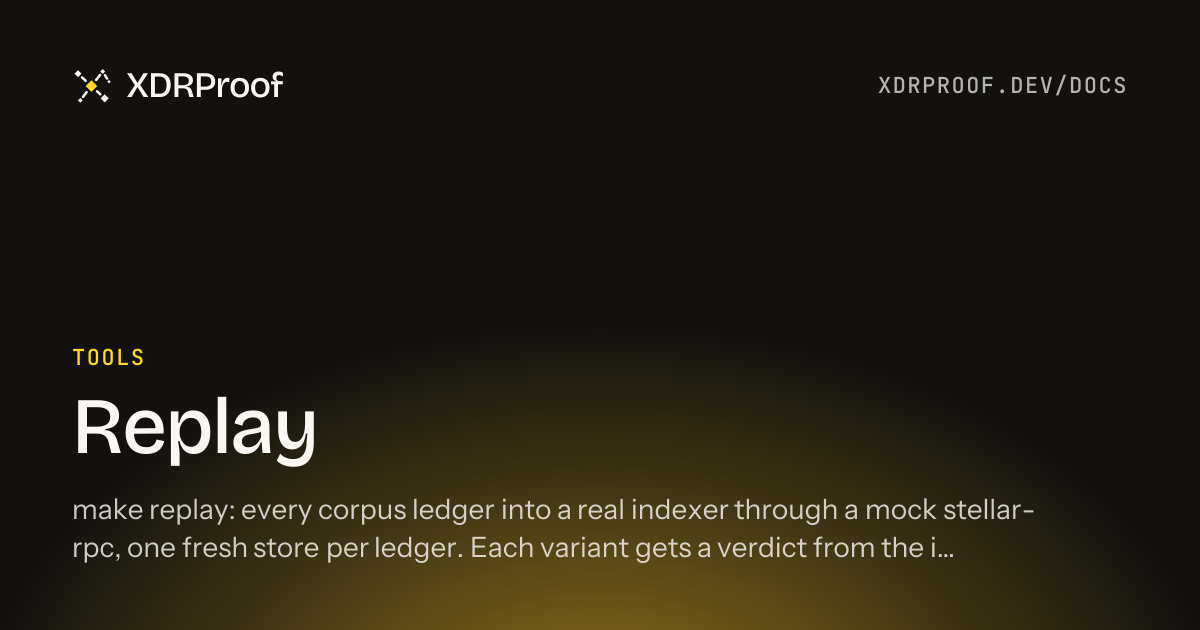 XDRProof
XDRPROOF.DEV/DOCS
TOOLS
Replay
make replay: every corpus ledger into a real indexer through a mock stellar-
rpc, one fresh store per ledger. Each variant gets a verdict from the i...